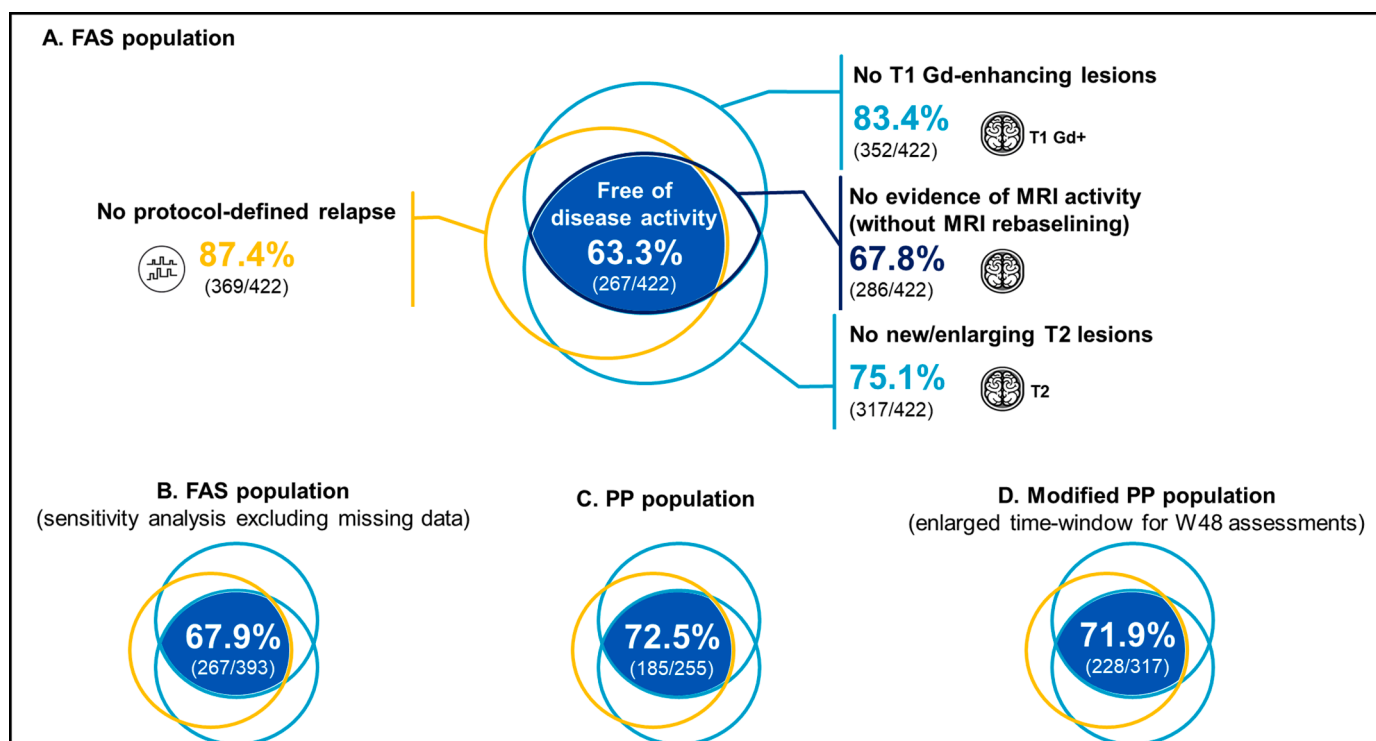 A. FAS population
No T1 Gd-enhancing lesions
83.4%
(352/422)
T1 Gd+
No protocol-defined relapse
87.4%
(369/422)
Free of
disease activity
63.3%
(267/422)
No evidence of MRI activity
(without MRI rebaselining)
67.8%
(286/422)
No new/enlarging T2 lesions
75.1%
(317/422)
T2
B. FAS population
(sensitivity analysis excluding missing data)
67.9%
(267/393)
C. PP population
72.5%
(185/255)
D. Modified PP population
(enlarged time-window for W48 assessments)
71.9%
(228/317)